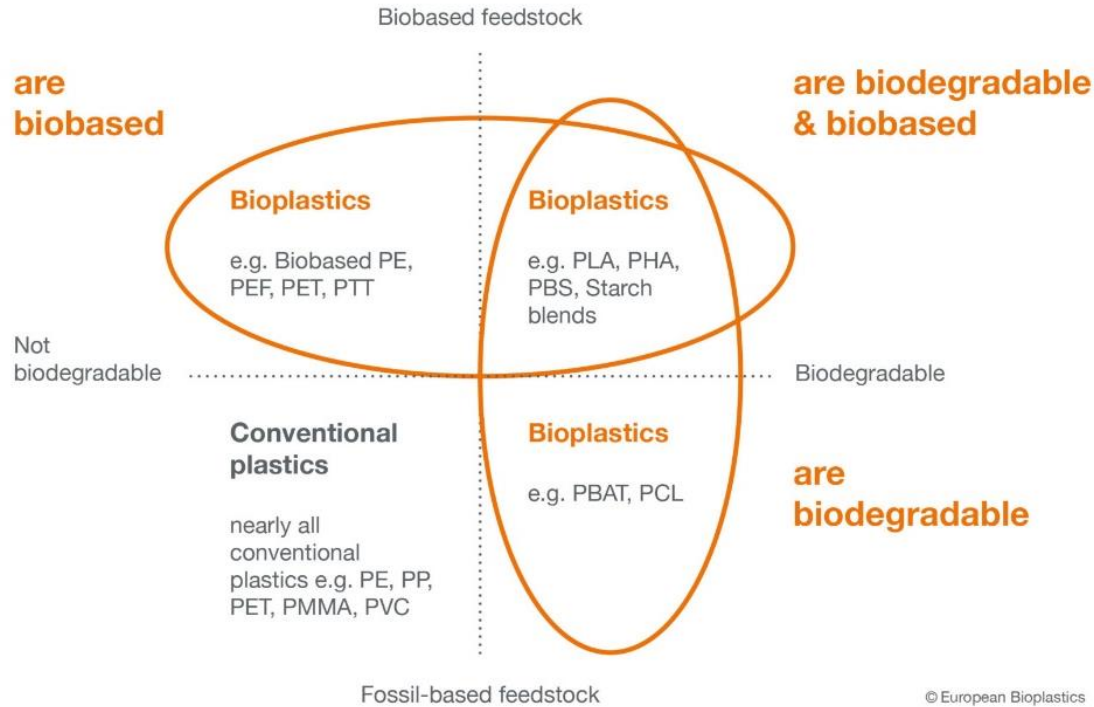 Biobased feedstock
are
biobased
are biodegradable
& biobased
Bioplastics
e.g. Biobased PE,
PEF, PET, PTT
Bioplastics
e.g. PLA, PHA,
PBS, Starch
blends
Not
biodegradable
Biodegradable
Conventional
plastics
nearly all
conventional
plastics e.g. PE, PP,
PET, PMMA, PVC
Bioplastics
e.g. PBAT, PCL
are
biodegradable
Fossil-based feedstock
© European Bioplastics